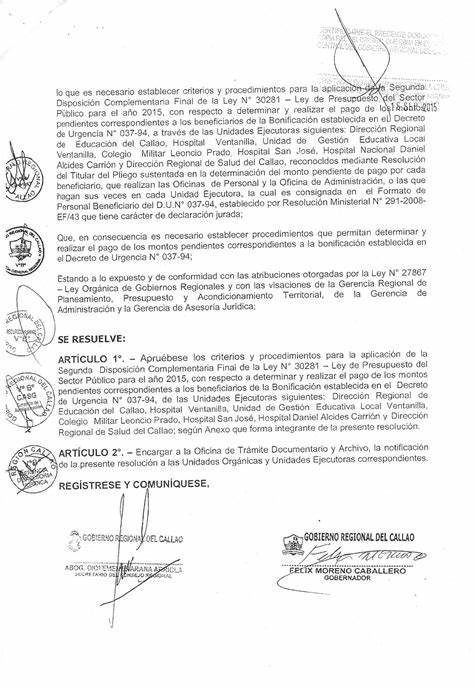 lo que es necesario establecer criterios y procedimientos para la aplicación de la Segunda
Disposición Complementaria Final de la Ley N° 30281 – Ley de Presupuesto del Sector
Público para el año 2015, con respecto a determinar y realizar el pago de los montos
pendientes correspondientes a los beneficiarios de la Bonificación establecida en el Decreto
de Urgencia N° 037-94, a través de las Unidades Ejecutoras siguientes: Dirección Regional
de Educación del Callao, Hospital Ventanilla, Unidad de Gestión Educativa Local
Ventanilla, Colegio Militar Leoncio Prado, Hospital San José, Hospital Nacional Daniel
Alcides Carrión y Dirección Regional de Salud del Callao, reconocidos mediante Resolución
del Titular del Pliego sustentada en la determinación del monto pendiente de pago por cada
beneficiario, que realizan las Oficinas de Personal y la Oficina de Administración, o las que
hagan sus veces en cada Unidad Ejecutora, la cual es consignada en el Formato de
Personal Beneficiario del D.U.N° 037-94, establecido por Resolución Ministerial N° 291-2008-
EF/43 que tiene carácter de declaración jurada;
Que, en consecuencia es necesario establecer procedimientos que permitan determinar y
realizar el pago de los montos pendientes correspondientes a la bonificación establecida en
el Decreto de Urgencia N° 037-94;
Estando a lo expuesto y de conformidad con las atribuciones otorgadas por la Ley N° 27867
– Ley Orgánica de Gobiernos Regionales y con las visaciones de la Gerencia Regional de
Planeamiento, Presupuesto y Acondicionamiento Territorial, de la Gerencia de
Administración y la Gerencia de Asesoría Jurídica;
SE RESUELVE:
ARTÍCULO 1°. – Apruébese los criterios y procedimientos para la aplicación de la
Segunda Disposición Complementaria Final de la Ley N° 30281 – Ley de Presupuesto del
Sector Público para el año 2015, con respecto a determinar y realizar el pago de los montos
pendientes correspondientes a los beneficiarios de la Bonificación establecida en el Decreto
de Urgencia N° 037-94, de las Unidades Ejecutoras siguientes: Dirección Regional de
Educación del Callao, Hospital Ventanilla, Unidad de Gestión Educativa Local Ventanilla,
Colegio Militar Leoncio Prado, Hospital San José, Hospital Daniel Alcides Carrión y Dirección
Regional de Salud del Callao; según Anexo que forma integrante de la presente resolución.
ARTÍCULO 2°. – Encargar a la Oficina de Trámite Documentario y Archivo, la notificación
de la presente resolución a las Unidades Orgánicas y Unidades Ejecutoras correspondientes.
REGÍSTRESE Y COMUNÍQUESE,
GOBIERNO REGIONAL DEL CALLAO
SECRETARIO DEL CONSEJO REGIONAL
GOBIERNO REGIONAL DEL CALLAO
FELIX MORENO CABALLERO
GOBERNADOR